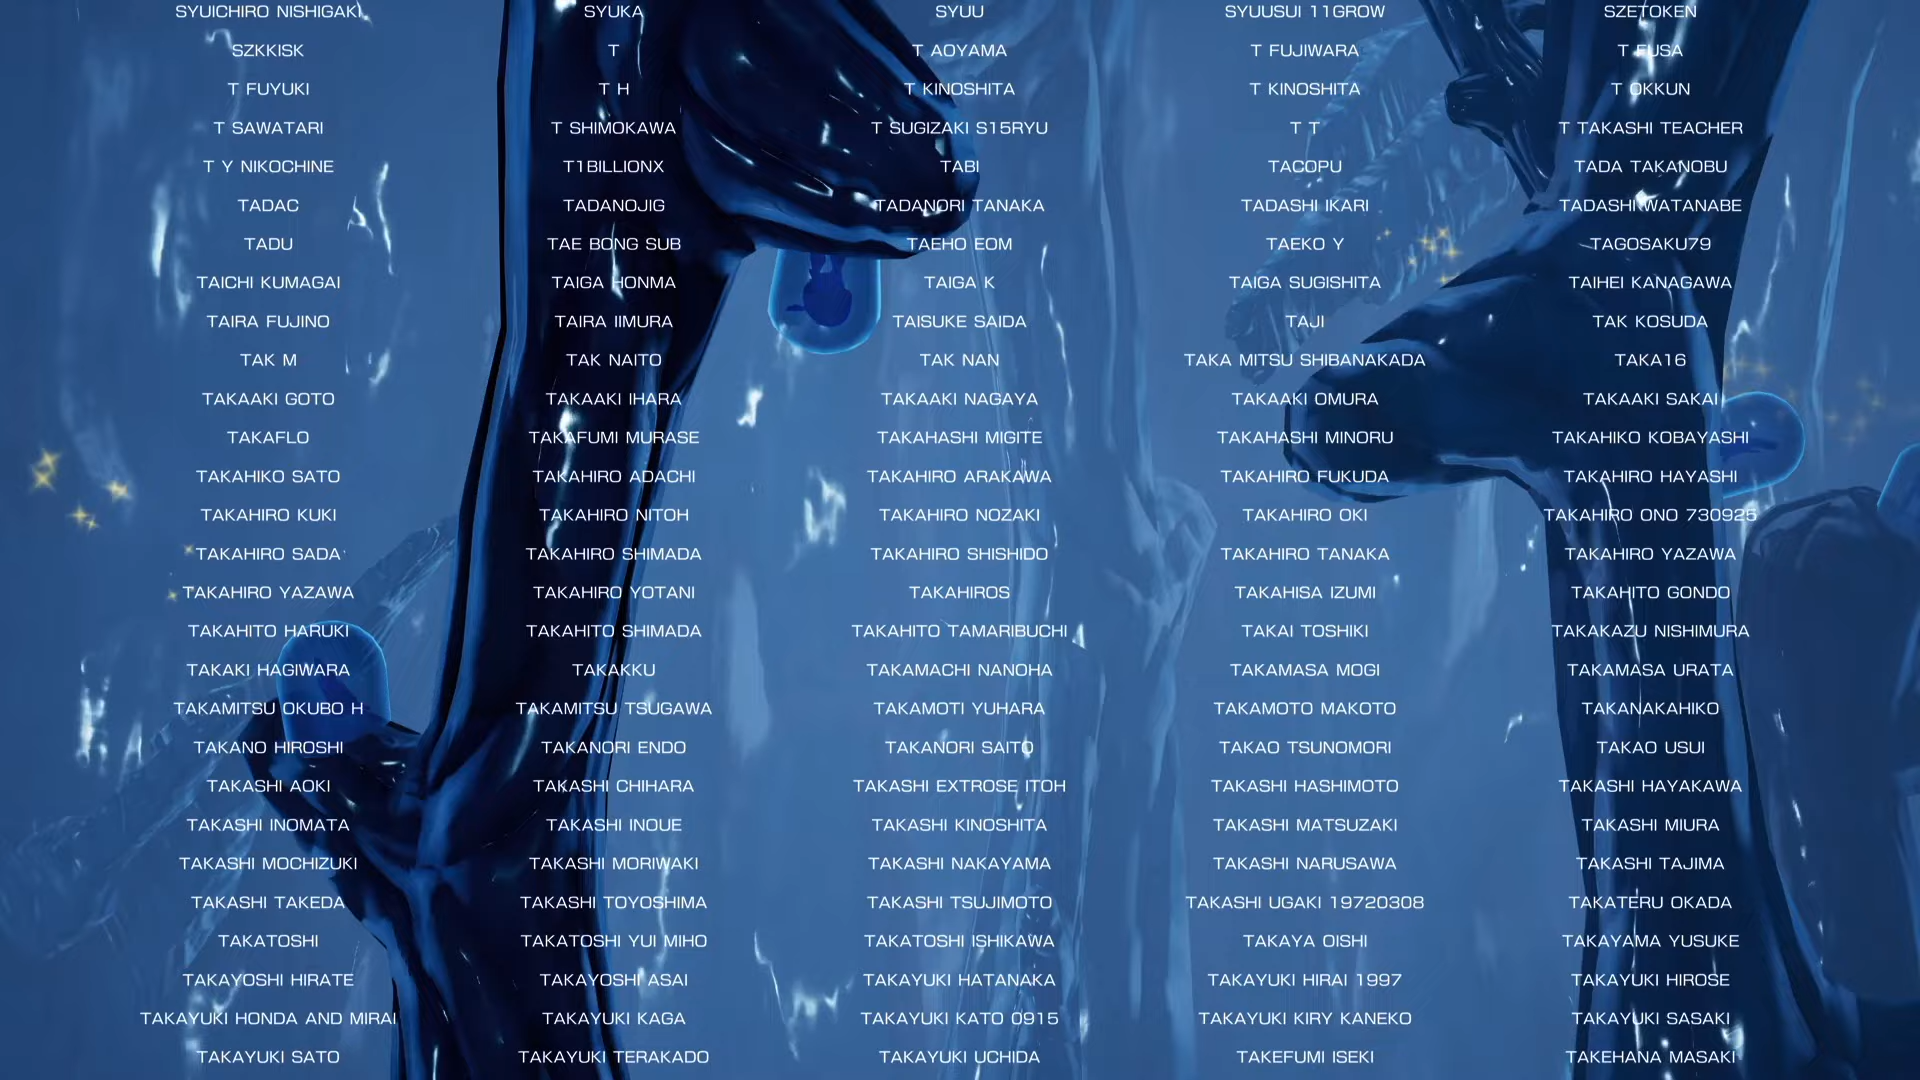 SYUICHIRO NISHIGAKI SYUKA SYUU SYUUSUI 11GROW SZETOKEN
SZKKISK T T AOYAMA T FUJIWARA T FUSA
T FUYUKI T H T KINOSHITA T KINOSHITA T OKKUN
T SAWATARI T SHIMOKAWA T SUGIZAKI S15RYU T T T TAKASHI TEACHER
T Y NIKOCHINE T1BILLIONX TABI TACOPU TADA TAKANOBU
TADAC TADANOJIG TADANORI TANAKA TADASHI IKARI TADASHI WATANABE
TADU TAE BONG SUB TAEHO EOM TAEKO Y TAGOSAKU79
TAICHI KUMAGAI TAIGA HONMA TAIGA K TAIGA SUGISHITA TAIHEI KANAGAWA
TAIRA FUJINO TAIRA IIMURA TAISUKE SAIDA TAJI TAK KOSUDA
TAK M TAK NAITO TAK NAN TAKA MITSU SHIBANAKADA TAKA16
TAKAAKI GOTO TAKAAKI IHARA TAKAAKI NAGAYA TAKAAKI OMURA TAKAAKI SAKAI
TAKAFLO TAKAFUMI MURASE TAKAHASHI MIGITE TAKAHASHI MINORU TAKAHIKO KOBAYASHI
TAKAHIKO SATO TAKAHIRO ADACHI TAKAHIRO ARAKAWA TAKAHIRO FUKUDA TAKAHIRO HAYASHI
TAKAHIRO KUKI TAKAHIRO NITOH TAKAHIRO NOZAKI TAKAHIRO OKI TAKAHIRO ONO 730925
TAKAHIRO SADA TAKAHIRO SHIMADA TAKAHIRO SHISHIDO TAKAHIRO TANAKA TAKAHIRO YAZAWA
TAKAHIRO YAZAWA TAKAHIRO YOTANI TAKAHIROS TAKAHISA IZUMI TAKAHITO GONDO
TAKAHITO HARUKI TAKAHITO SHIMADA TAKAHITO TAMARIBUCHI TAKAI TOSHIKI TAKAKAZU NISHIMURA
TAKAKI HAGIWARA TAKAKKU TAKAMACHI NANOHA TAKAMASA MOGI TAKAMASA URATA
TAKAMITSU OKUBO H TAKAMITSU TSUGAWA TAKAMOTI YUHARA TAKAMOTO MAKOTO TAKANAKAHIKO
TAKANO HIROSHI TAKANORI ENDO TAKANORI SAITO TAKAO TSUNOMORI TAKAO USUI
TAKASHI AOKI TAKASHI CHIHARA TAKASHI EXTROSE ITOH TAKASHI HASHIMOTO TAKASHI HAYAKAWA
TAKASHI INOMATA TAKASHI INOUE TAKASHI KINOSHITA TAKASHI MATSUZAKI TAKASHI MIURA
TAKASHI MOCHIZUKI TAKASHI MORIWAKI TAKASHI NAKAYAMA TAKASHI NARUSAWA TAKASHI TAJIMA
TAKASHI TAKEDA TAKASHI TOYOSHIMA TAKASHI TSUJIMOTO TAKASHI UGAKI 19720308 TAKATERU OKADA
TAKATOSHI TAKATOSHI YUI MIHO TAKATOSHI ISHIKAWA TAKAYA OISHI TAKAYAMA YUSUKE
TAKAYOSHI HIRATE TAKAYOSHI ASAI TAKAYUKI HATANAKA TAKAYUKI HIRAI 1997 TAKAYUKI HIROSE
TAKAYUKI HONDA AND MIRAI TAKAYUKI KAGA TAKAYUKI KATO 0915 TAKAYUKI KIRY KANEKO TAKAYUKI SASAKI
TAKAYUKI SATO TAKAYUKI TERAKADO TAKAYUKI UCHIDA TAKEFUMI ISEKI TAKEHANA MASAKI